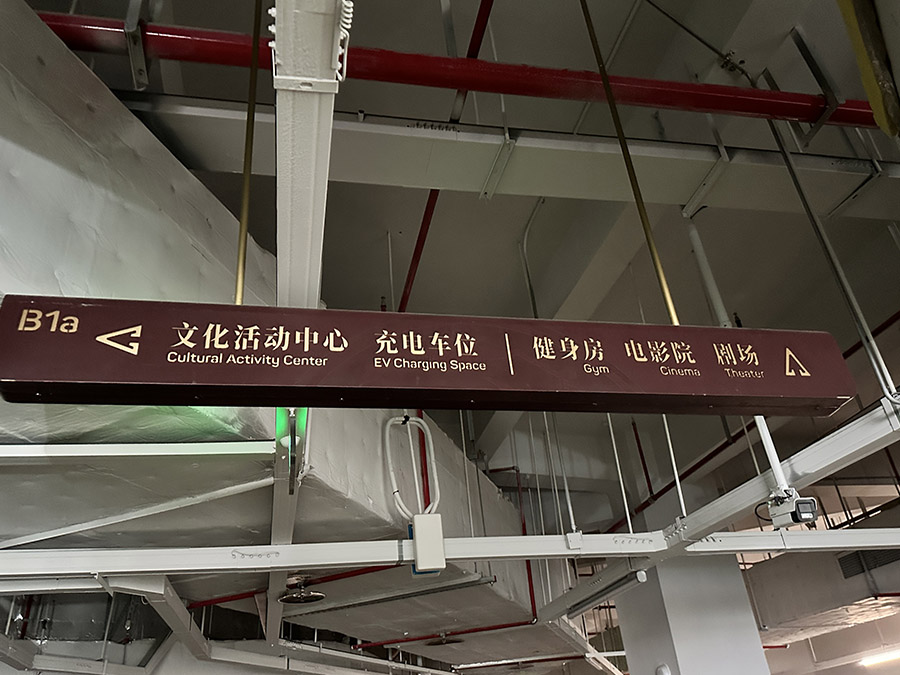 B1a
文化活动中心 充电车位 健身房 电影院 剧场
Cultural Activity Center EV Charging Space Gym Cinema Theater